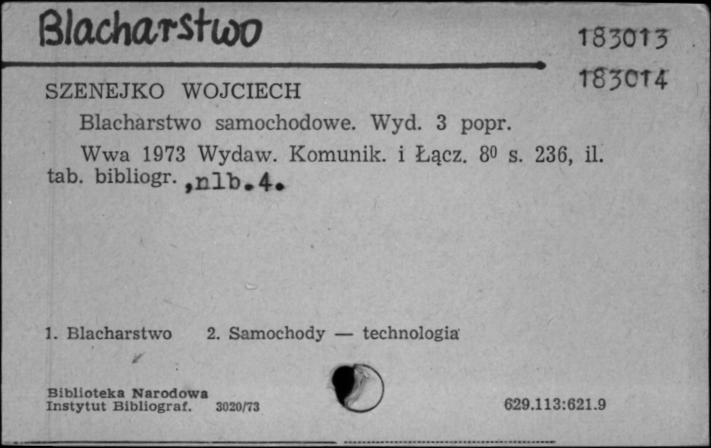 Blacharstwo
183013
183014
SZENEJKO WOJCIECH
Blacharstwo samochodowe. Wyd. 3 popr.
Wwa 1973 Wydaw. Komunik. i Łącz. 8⁰ s. 236, il.
tab. bibliogr. ,nlb.4.
1. Blacharstwo 2. Samochody — technologia
Biblioteka Narodowa
Instytut Bibliograf. 3020/73
629.113:621.9